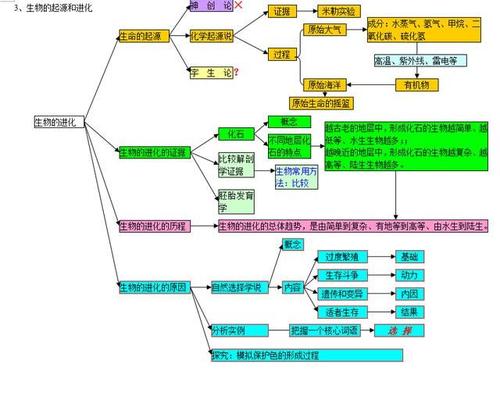 3、生物的起源和进化
神创论×
证据
米勒实验
成分：水蒸气、氢气、甲烷、二
氧化碳、硫化氢
生命的起源
化学起源说
原始大气
过程
高温、紫外线、雷电等
宇生论？
原始海洋
有机物
原始生命的摇篮
生物的进化
概念
化石
不同地层化
石的特点
越古老的地层中，形成化石的生物越简单、越
低等、水生生物越多；
越晚近的地层中，形成化石的生物越复杂、越
高等、陆生生物越多。
生物的进化的证据
比较解剖
学证据
生物常用方
法：比较
胚胎发育
学
生物的进化的历程
生物的进化的总体趋势，是由简单到复杂、有地等到高等、由水生到陆生。
概念
过度繁殖
基础
生存斗争
动力
生物的进化的原因
自然选择学说
内容
遗传和变异
内因
适者生存
结果
分析实例
把握一个核心词语
选择
探究：模拟保护色的形成过程